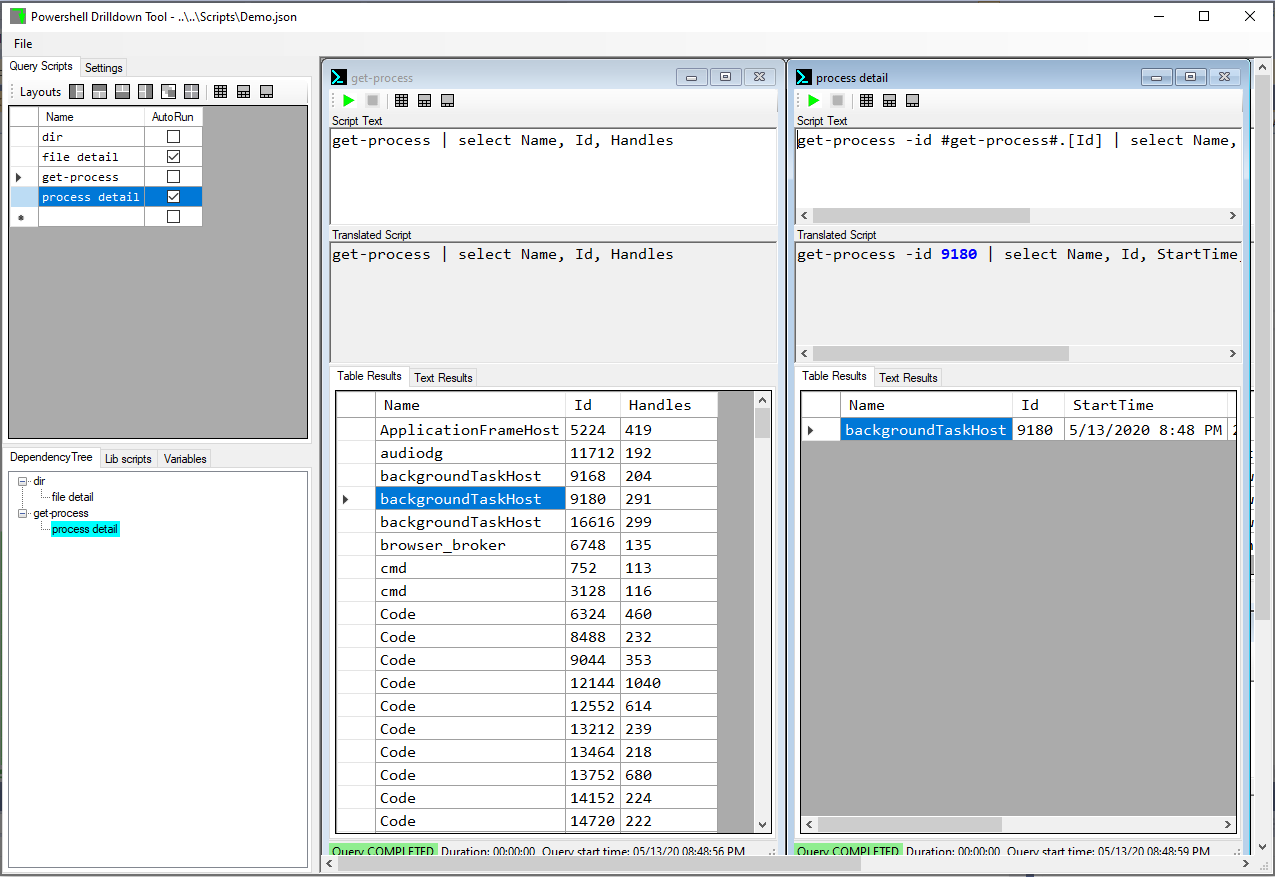 Powershell Drilldown Tool - ..\..\Scripts\Demo.json
File
Query Scripts
Settings
Layouts
Name AutoRun
dir
file detail
get-process
process detail
DependencyTree
Lib scripts
Variables
dir
file detail
get-process
process detail
get-process
Script Text
get-process | select Name, Id, Handles
Translated Script
get-process | select Name, Id, Handles
Table Results
Text Results
Name Id Handles
ApplicationFrameHost 5224 419
audiodg 11712 192
backgroundTaskHost 9168 204
backgroundTaskHost 9180 291
backgroundTaskHost 16616 299
browser_broker 6748 135
cmd 752 113
cmd 3128 116
Code 6324 460
Code 8488 232
Code 9044 353
Code 12144 1040
Code 12552 614
Code 13212 239
Code 13464 218
Code 13752 680
Code 14152 224
Code 14720 222
Query COMPLETED Duration: 00:00:00 Query start time: 05/13/20 08:48:56 PM
process detail
Script Text
get-process -id #get-process#.[Id] | select Name,
Translated Script
get-process -id 9180 | select Name, Id, StartTime
Table Results
Text Results
Name Id StartTime
backgroundTaskHost 9180 5/13/2020 8:48 PM
Query COMPLETED Duration: 00:00:00 Query start time: 05/13/20 08:48:59 PM